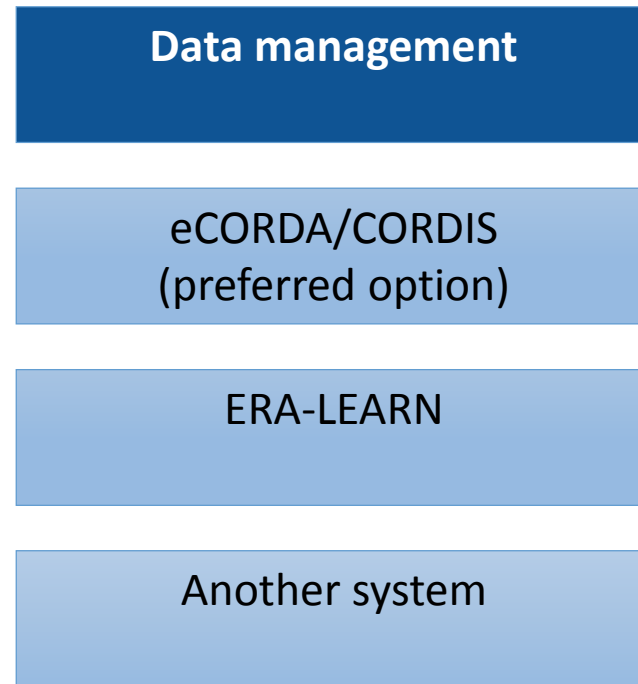 Data management
eCORDA/CORDIS
(preferred option)
ERA-LEARN
Another system